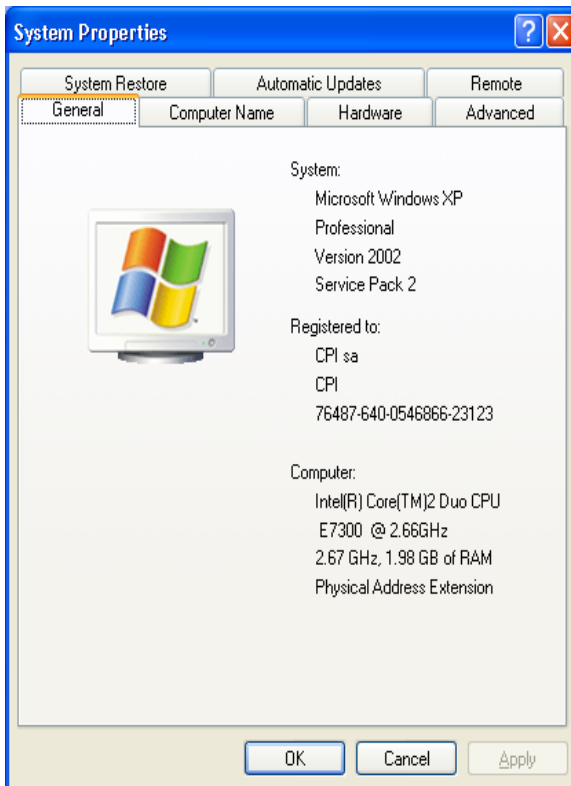 System Properties
System Restore
Automatic Updates
Remote
General
Computer Name
Hardware
Advanced
System:
Microsoft Windows XP
Professional
Version 2002
Service Pack 2
Registered to:
CPI sa
CPI
76487-640-0546866-23123
Computer:
Intel(R) Core(TM)2 Duo CPU
E7300 @ 2.66GHz
2.67 GHz, 1.98 GB of RAM
Physical Address Extension
OK
Cancel
Apply